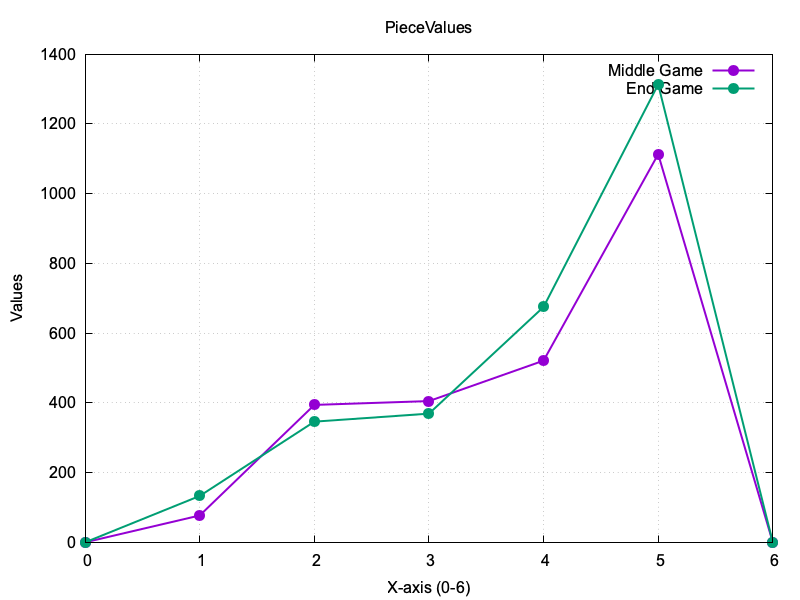 PieceValues
1400
1200
1000
800
600
400
200
0
Values
Middle Game
End Game
0 1 2 3 4 5 6
X-axis (0-6)